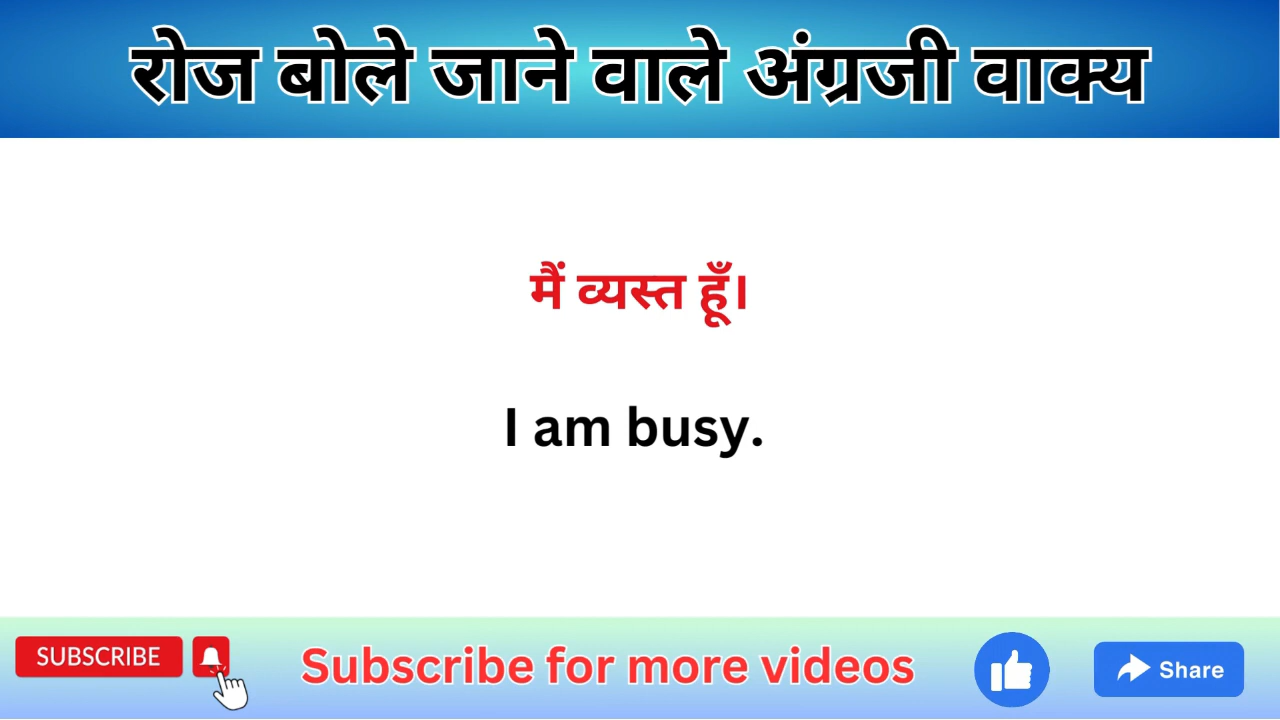 रोज बोले जाने वाले अंग्रजी वाक्य
मैं व्यस्त हूँ।
I am busy.
SUBSCRIBE
Subscribe for more videos
Share